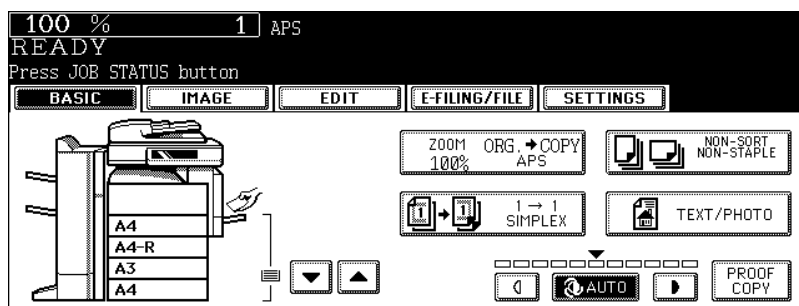 100 % 1 APS
READY
Press JOB STATUS button
BASIC IMAGE EDIT E-FILING/FILE SETTINGS
ZOOM ORG. → COPY
100% APS
NON-SORT
NON-STAPLE
1 → 1
SIMPLEX
TEXT/PHOTO
A4
A4-R
A3
A4
AUTO
PROOF
COPY